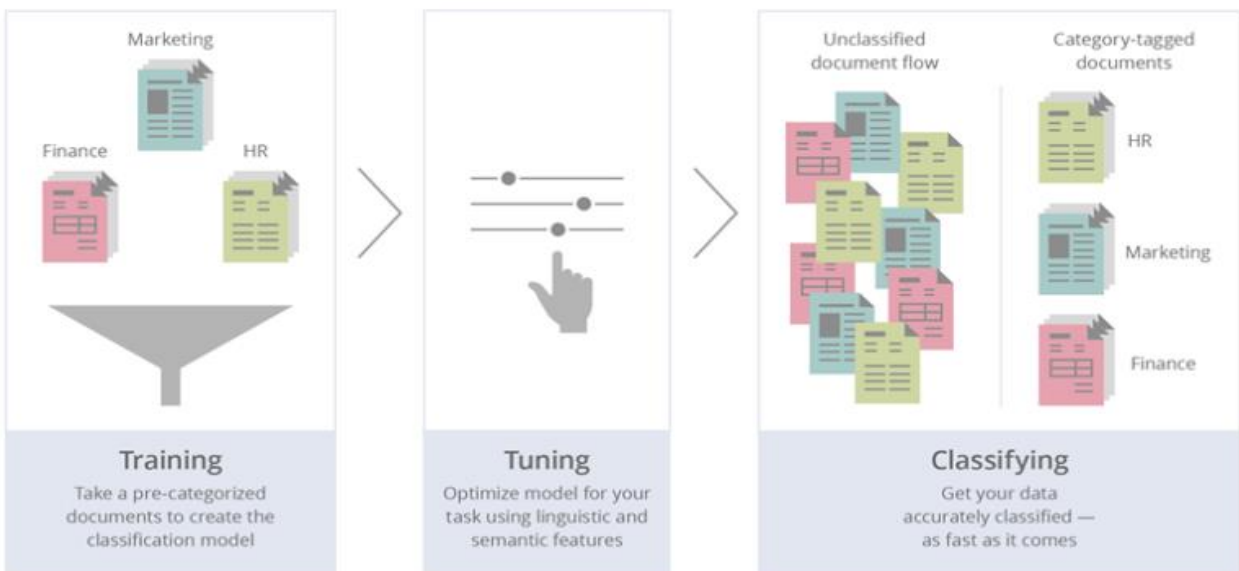 Marketing
Finance
HR
Training
Take a pre-categorized
documents to create the
classification model
Tuning
Optimize model for your
task using linguistic and
semantic features
Unclassified
document flow
Category-tagged
documents
HR
Marketing
Finance
Classifying
Get your data
accurately classified —
as fast as it comes